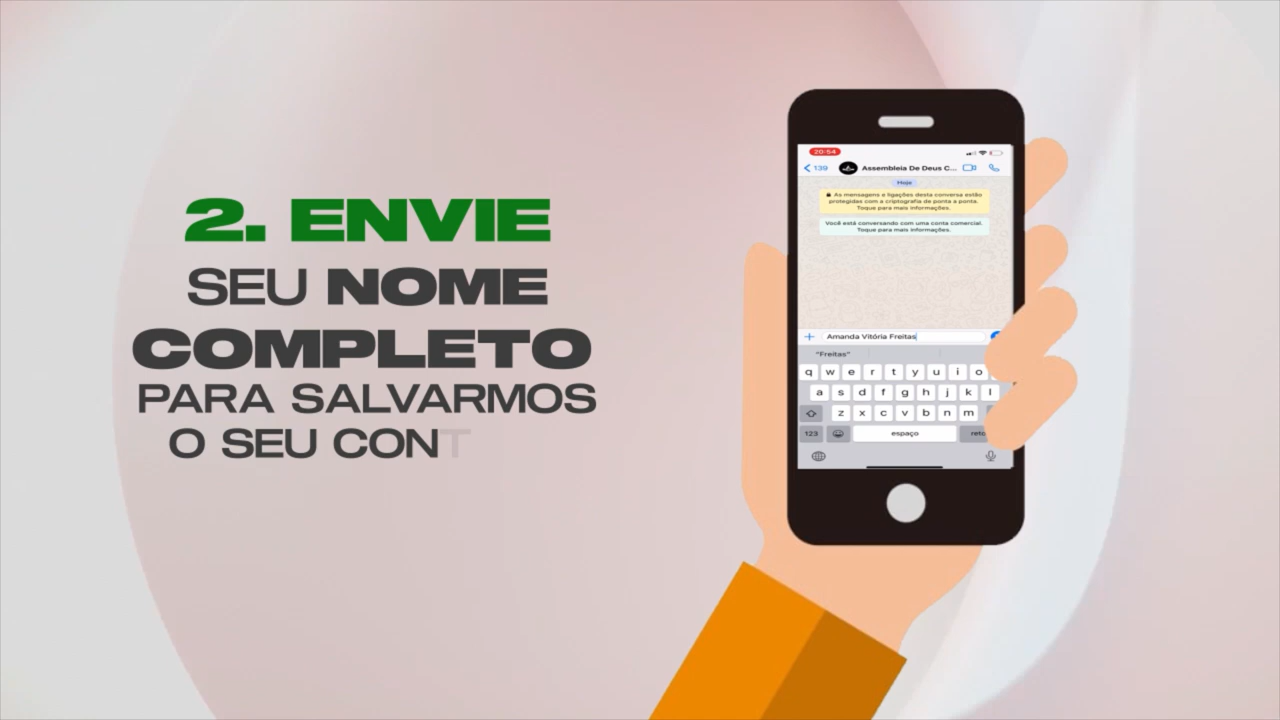 2. ENVIE
SEU NOME
COMPLETO
PARA SALVARMOS
O SEU CONT
20:54
139
Assembleia De Deus C...
Hoje
As mensagens e ligações desta conversa estão
protegidas com a criptografia de ponta a ponta.
Toque para mais informações.
Você está conversando com uma conta comercial.
Toque para mais informações.
Amanda Vitória Freitas
"Freitas"
q w e r t y u i o
a s d f g h j k l
z x c v b n m
123 espaço reto